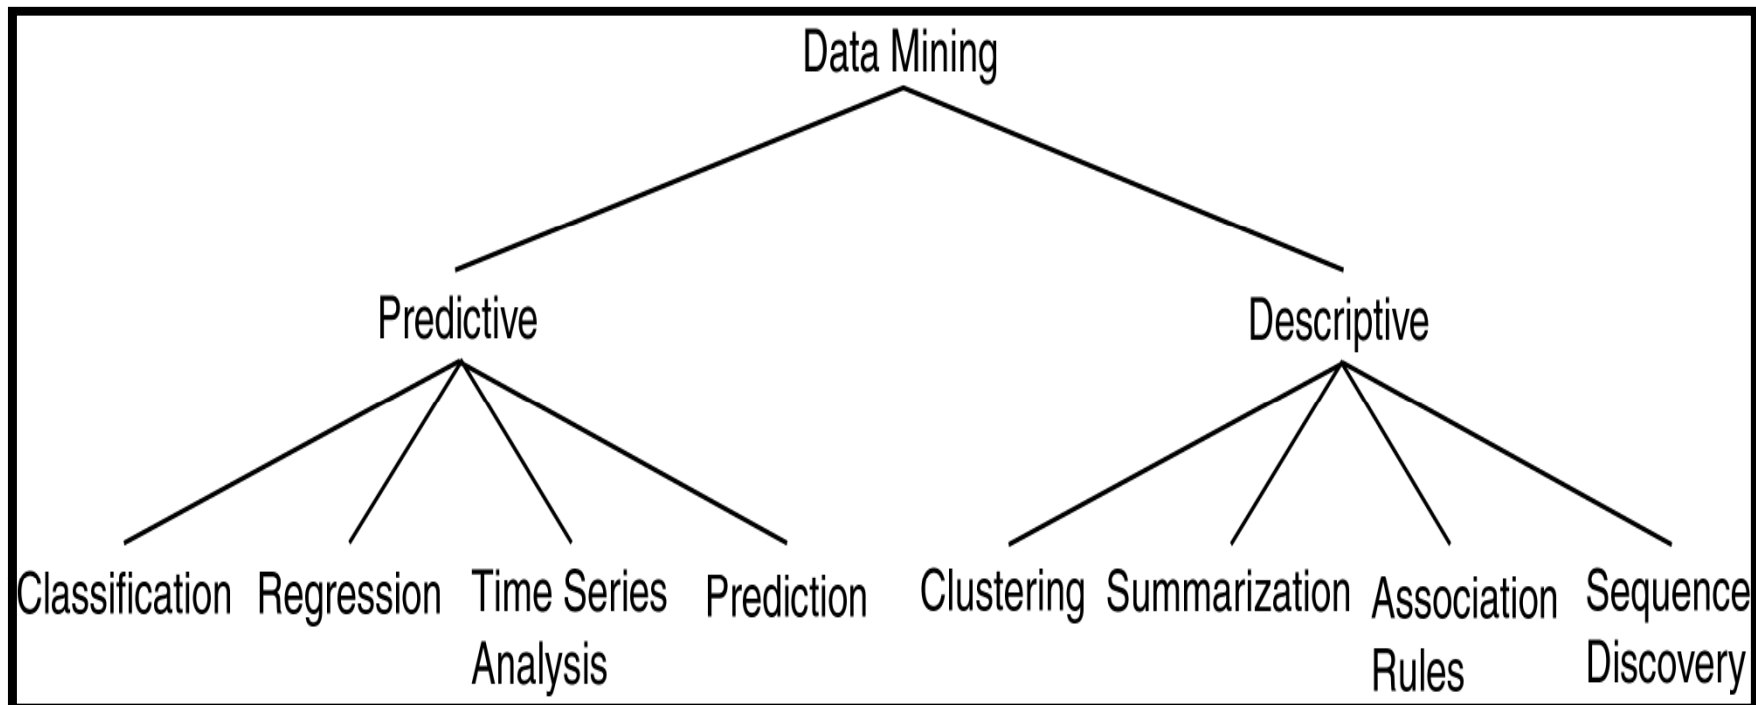 Data Mining
Predictive
Descriptive
Classification
Regression
Time Series
Analysis
Prediction
Clustering
Summarization
Association
Rules
Sequence
Discovery